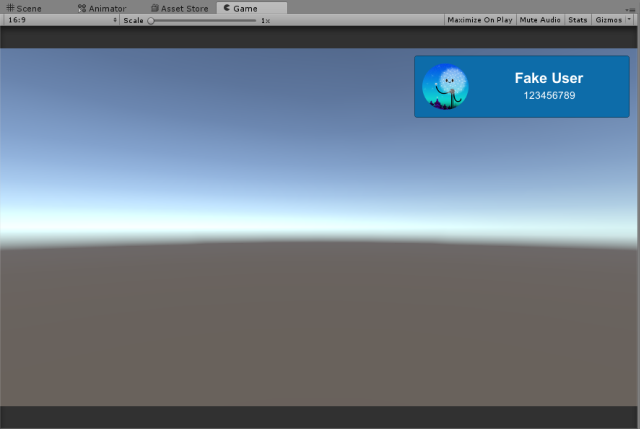 Scene Animator Asset Store Game
16:9 Scale 1x Maximize On Play Mute Audio Stats Gizmos
Fake User
123456789